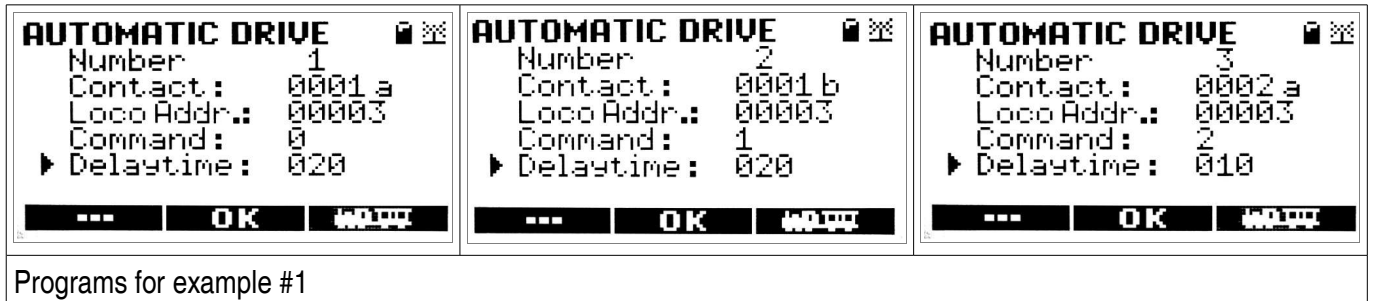 AUTOMATIC DRIVE
Number 1
Contact: 0001 a
Loco Addr.: 00003
Command: 0
Delaytime: 020
--- OK
AUTOMATIC DRIVE
Number 2
Contact: 0001 b
Loco Addr.: 00003
Command: 1
Delaytime: 020
--- OK
AUTOMATIC DRIVE
Number 3
Contact: 0002 a
Loco Addr.: 00003
Command: 2
Delaytime: 010
--- OK
Programs for example #1